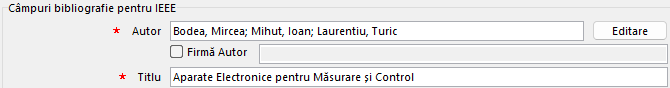 Câmpuri bibliografie pentru IEEE
* Autor Bodea, Mircea; Mihut, Ioan; Laurentiu, Turic Editare
Firmă Autor
* Titlu Aparate Electronice pentru Măsurare și Control